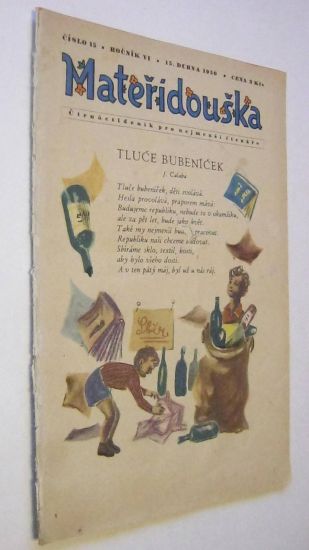 ČÍSLO 15 • ROČNÍK VI • 15. DUBNA 1950 • CENA 3 Kčs
Mateřídouška
Čtrnáctideník pro nejmenší čtenáře
TLUČE BUBENÍČEK
J. Calaba
Tluče bubeníček, děti svolává.
Hesla provolává, praporem mává:
Budujeme republiku, nebude to v okamžiku,
ale za pět let, bude jako květ.
Také my nejmenší budem pracovat.
Republiku naši chceme budovat.
Sbíráme sklo, textil, kosti,
aby bylo všeho dosti.
A v ten pátý máj, byl už u nás ráj.
Sběr